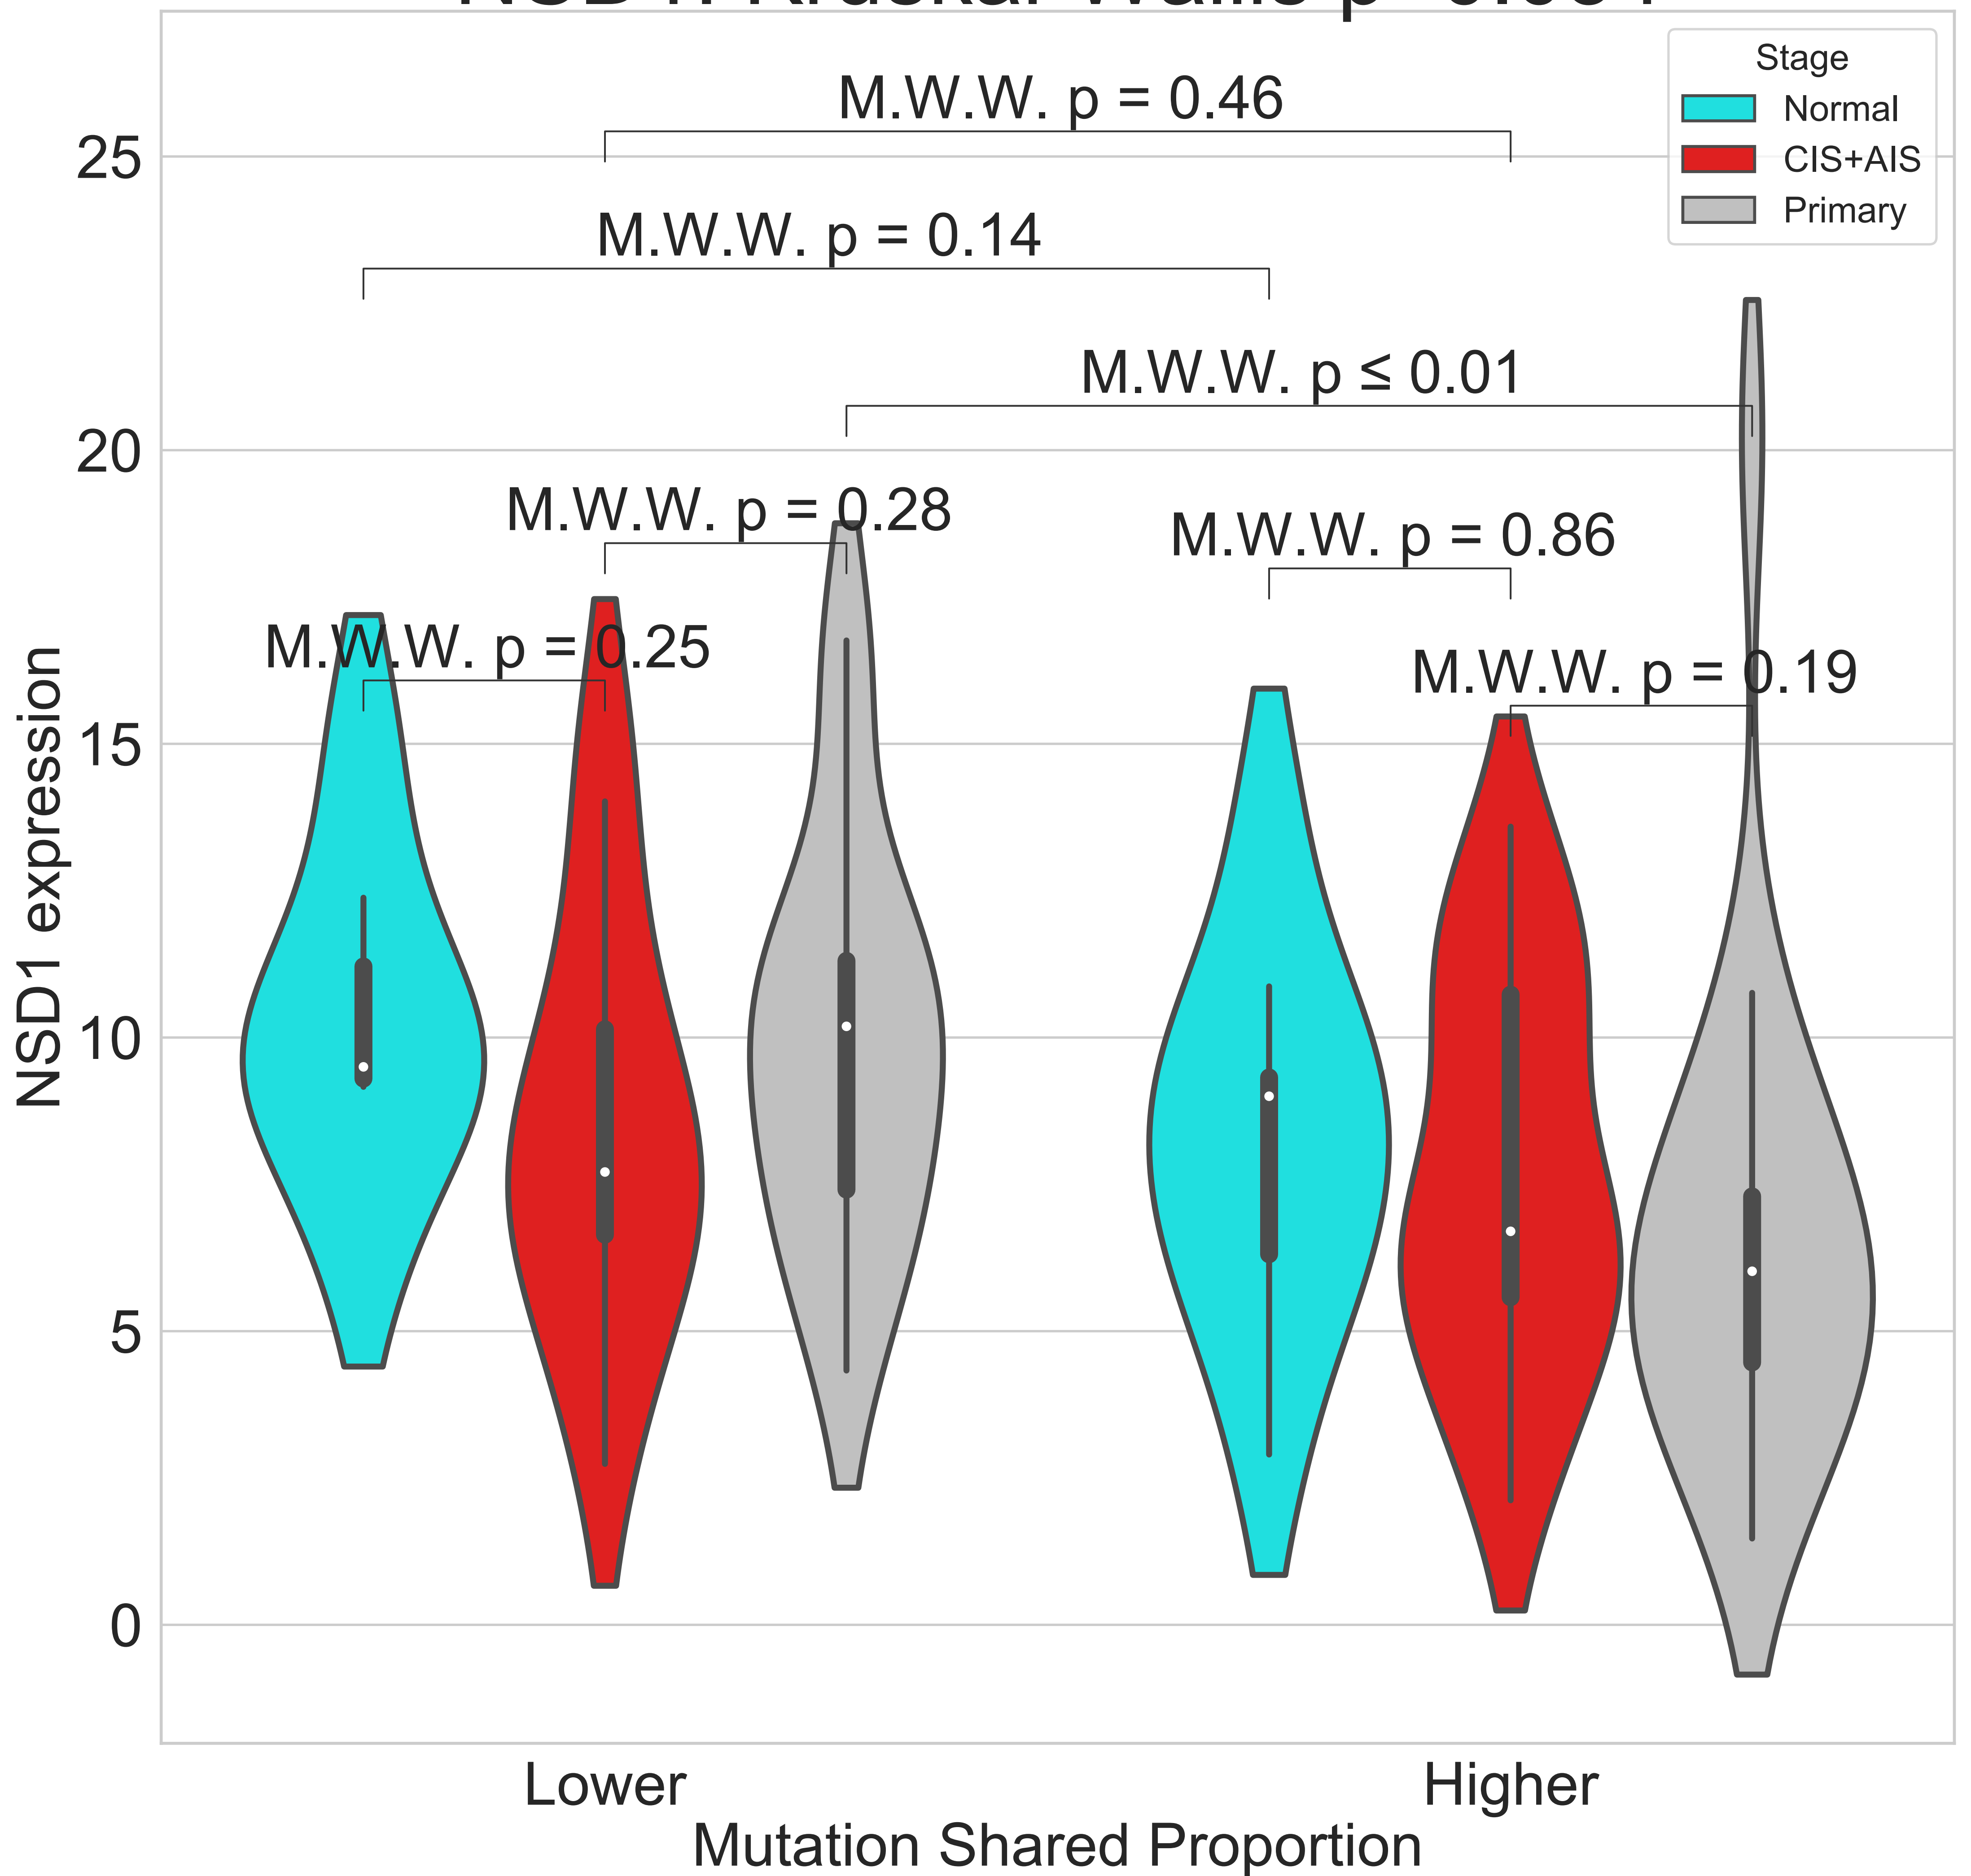 Stage
Normal
CIS+AIS
Primary
M.W.W. p = 0.46
M.W.W. p = 0.14
M.W.W. p ≤ 0.01
M.W.W. p = 0.28
M.W.W. p = 0.86
M.W.W. p = 0.25
M.W.W. p = 0.19
25
20
15
10
5
0
NSD1 expression
Lower
Higher
Mutation Shared Proportion